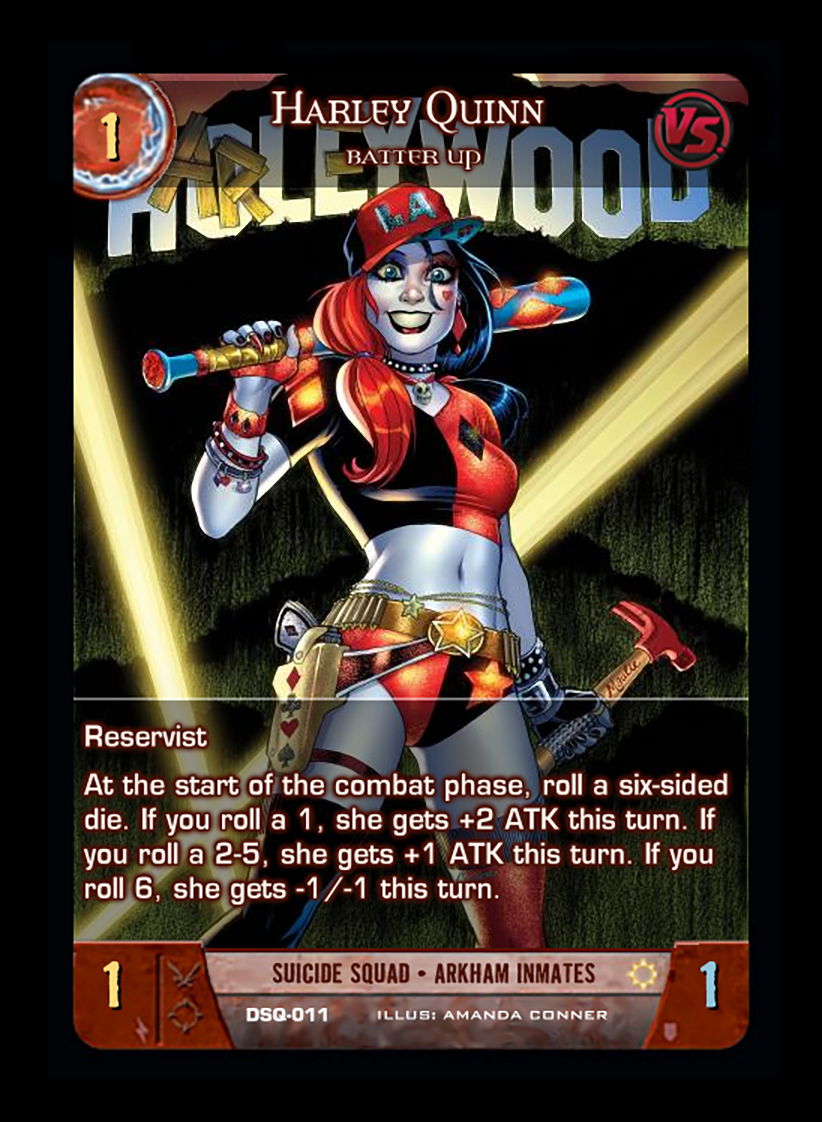 1
HARLEY QUINN
VS.
BATTER UP
HARLEYWOOD
LA
Reservist
At the start of the combat phase, roll a six-sided
die. If you roll a 1, she gets +2 ATK this turn. If
you roll a 2-5, she gets +1 ATK this turn. If you
roll 6, she gets -1/-1 this turn.
1
SUICIDE SQUAD • ARKHAM INMATES
1
DSQ-011 ILLUS: AMANDA CONNER